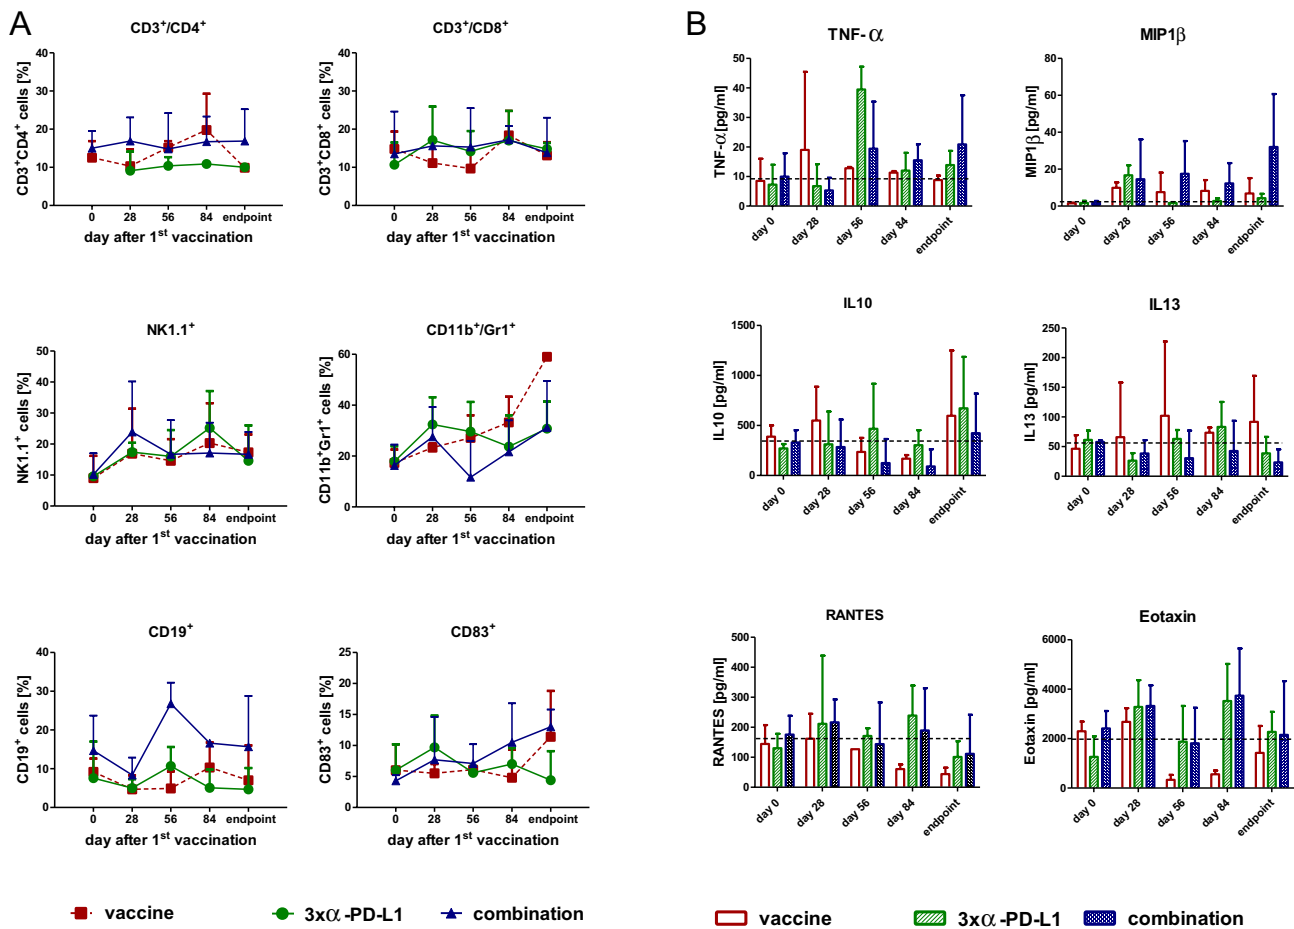 A
CD3+/CD4+
CD3+CD4+ cells [%]
40
30
20
10
0
0 28 56 84 endpoint
day after 1st vaccination
CD3+/CD8+
CD3+CD8+ cells [%]
40
30
20
10
0
0 28 56 84 endpoint
day after 1st vaccination
NK1.1+
NK1.1+ cells [%]
50
40
30
20
10
0
0 28 56 84 endpoint
day after 1st vaccination
CD11b+/Gr1+
CD11b+Gr1+ cells [%]
60
40
20
0
0 28 56 84 endpoint
day after 1st vaccination
CD19+
CD19+ cells [%]
40
30
20
10
0
0 28 56 84 endpoint
day after 1st vaccination
CD83+
CD83+ cells [%]
25
20
15
10
5
0
0 28 56 84 endpoint
day after 1st vaccination
vaccine 3xα-PD-L1 combination
B
TNF-α
TNF-α[pg/ml]
50
40
30
20
10
0
day 0 day 28 day 56 day 84 endpoint
MIP1β
MIP1β[pg/ml]
80
60
40
20
0
day 0 day 28 day 56 day 84 endpoint
IL10
IL10 [pg/ml]
1500
1000
500
0
day 0 day 28 day 56 day 84 endpoint
IL13
IL13 [pg/ml]
250
200
150
100
50
0
day 0 day 28 day 56 day 84 endpoint
RANTES
RANTES [pg/ml]
500
400
300
200
100
0
day 0 day 28 day 56 day 84 endpoint
Eotaxin
Eotaxin [pg/ml]
6000
4000
2000
0
day 0 day 28 day 56 day 84 endpoint
vaccine 3xα-PD-L1 combination